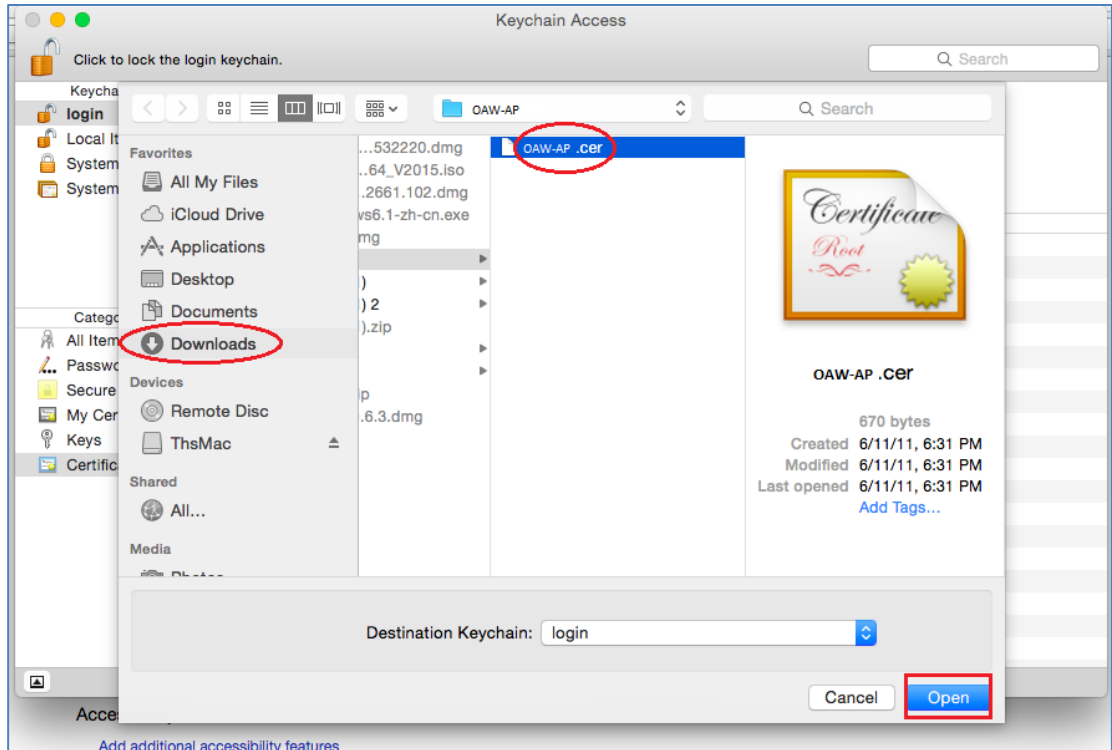 Keychain Access
Click to lock the login keychain.
Search
Keycha
login
Local It
System
System
Catego
All Item
Passwo
Secure
My Cer
Keys
Certific
OAW-AP
Search
Favorites
All My Files
iCloud Drive
Applications
Desktop
Documents
Downloads
Devices
Remote Disc
ThsMac
Shared
All...
Media
Photos
...532220.dmg
..64_V2015.iso
.2661.102.dmg
ws6.1-zh-cn.exe
mg
)
) 2
).zip
ip
.6.3.dmg
OAW-AP .cer
Certificate
Root
OAW-AP .cer
670 bytes
Created 6/11/11, 6:31 PM
Modified 6/11/11, 6:31 PM
Last opened 6/11/11, 6:31 PM
Add Tags...
Destination Keychain: login
Cancel Open
Acce
Add additional accessibility features